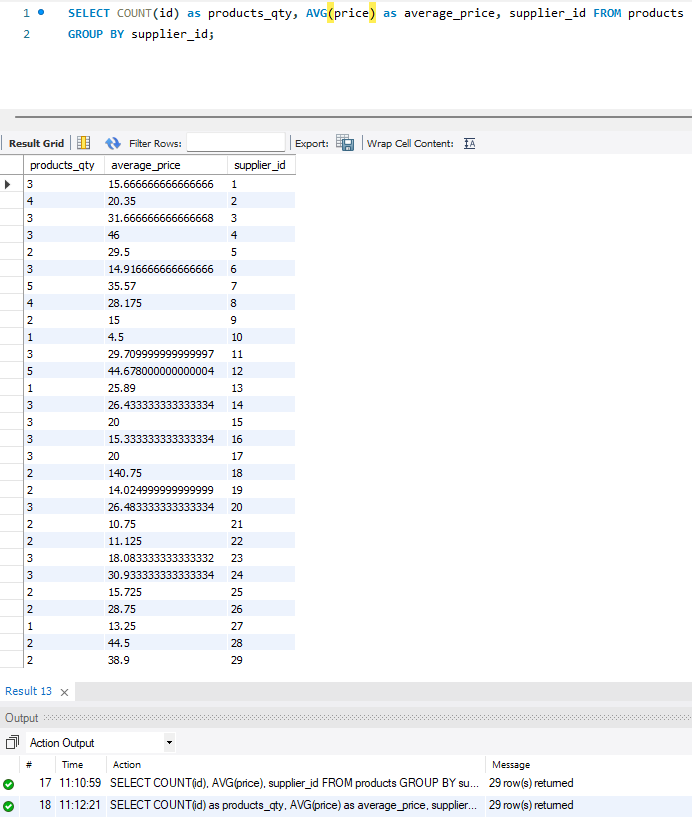 1 SELECT COUNT(id) as products_qty, AVG(price) as average_price, supplier_id FROM products
2 GROUP BY supplier_id;
Result Grid Filter Rows: Export: Wrap Cell Content: IA
products_qty average_price supplier_id
3 15.666666666666666 1
4 20.35 2
3 31.666666666666668 3
3 46 4
2 29.5 5
3 14.916666666666666 6
5 35.57 7
4 28.175 8
2 15 9
1 4.5 10
3 29.709999999999997 11
5 44.678000000000004 12
1 25.89 13
3 26.433333333333334 14
3 20 15
3 15.333333333333334 16
3 20 17
2 140.75 18
2 14.024999999999999 19
3 26.483333333333334 20
2 10.75 21
2 11.125 22
3 18.083333333333332 23
3 30.933333333333334 24
2 15.725 25
2 28.75 26
1 13.25 27
2 44.5 28
2 38.9 29
Result 13 ×
Output
Action Output
# Time Action Message
17 11:10:59 SELECT COUNT(id), AVG(price), supplier_id FROM products GROUP BY su... 29 row(s) returned
18 11:12:21 SELECT COUNT(id) as products_qty, AVG(price) as average_price, supplier... 29 row(s) returned